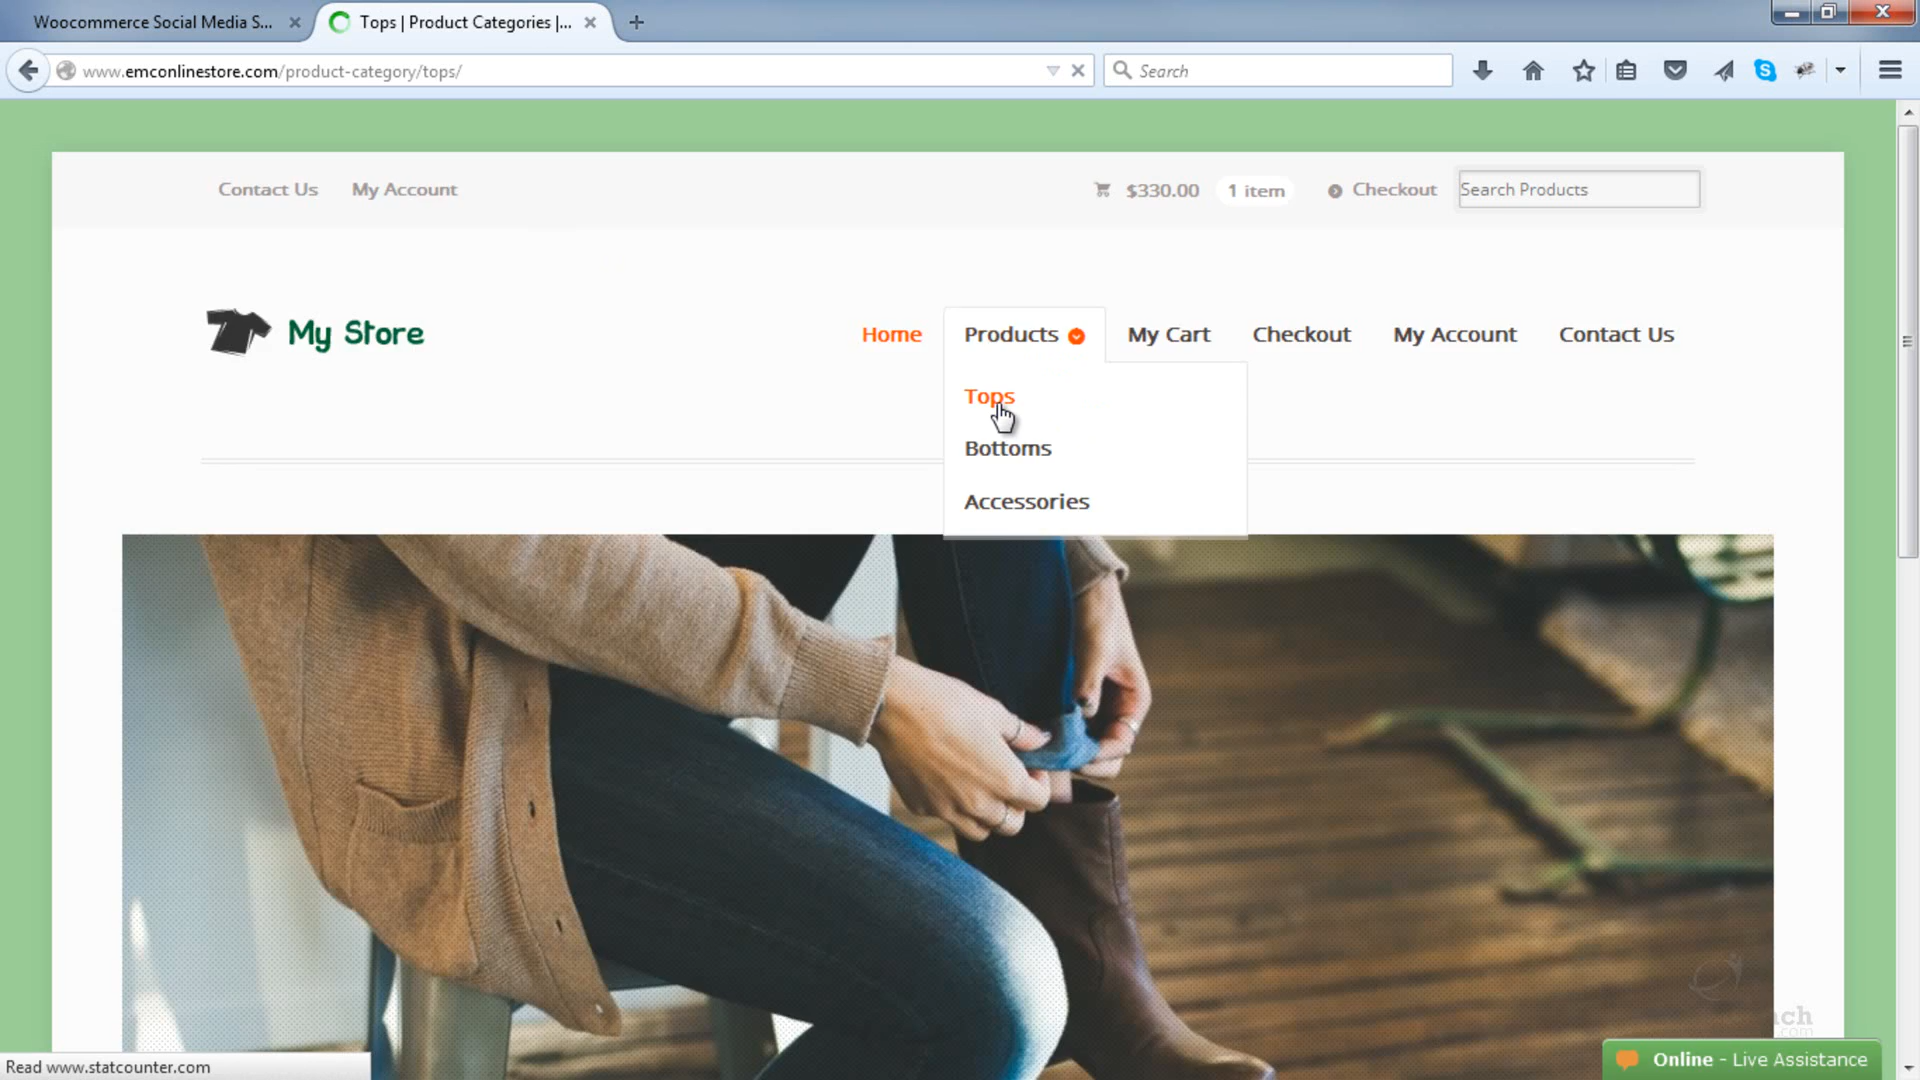 Woocommerce Social Media S...
Tops | Product Categories |...
www.emconlinestore.com/product-category/tops/
Search
Contact Us
My Account
$330.00
1 item
Checkout
Search Products
My Store
Home
Products
My Cart
Checkout
My Account
Contact Us
Tops
Bottoms
Accessories
Read www.statcounter.com
Online - Live Assistance